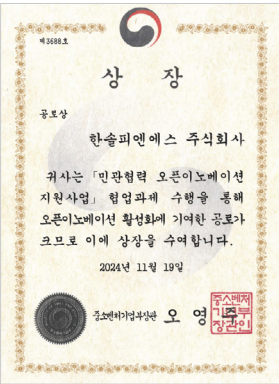 제3688호
상 장
공로상
한솔피엔에스 주식회사
귀사는 「민관협력 오픈이노베이션
지원사업」 협업과제 수행을 통해
오픈이노베이션 활성화에 기여한 공로가
크므로 이에 상장을 수여합니다.
2024년 11월 19일
중소벤처기업부장관 오 영 주
중소벤처
기업부
장관인